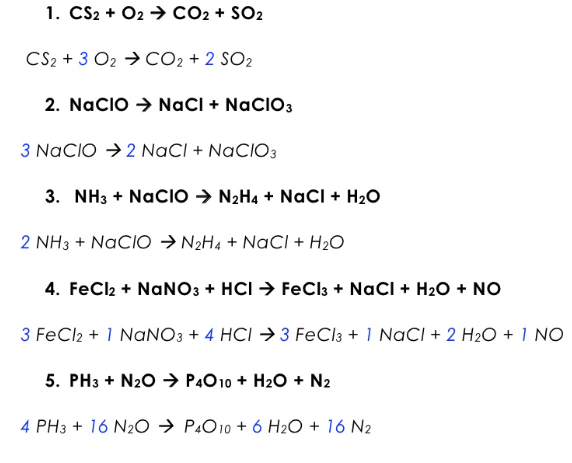 1. CS₂ + O₂ → CO₂ + SO₂
CS₂ + 3 O₂ → CO₂ + 2 SO₂
2. NaClO → NaCl + NaClO₃
3 NaClO → 2 NaCl + NaClO₃
3. NH₃ + NaClO → N₂H₄ + NaCl + H₂O
2 NH₃ + NaClO → N₂H₄ + NaCl + H₂O
4. FeCl₂ + NaNO₃ + HCl → FeCl₃ + NaCl + H₂O + NO
3 FeCl₂ + 1 NaNO₃ + 4 HCl → 3 FeCl₃ + 1 NaCl + 2 H₂O + 1 NO
5. PH₃ + N₂O → P₄O₁₀ + H₂O + N₂
4 PH₃ + 16 N₂O → P₄O₁₀ + 6 H₂O + 16 N₂